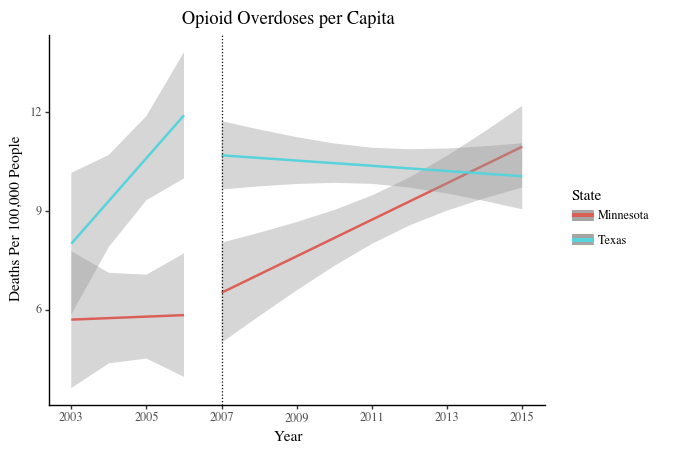 Opioid Overdoses per Capita
Deaths Per 100,000 People
12
9
6
2003
2005
2007
2009
2011
2013
2015
Year
State
Minnesota
Texas